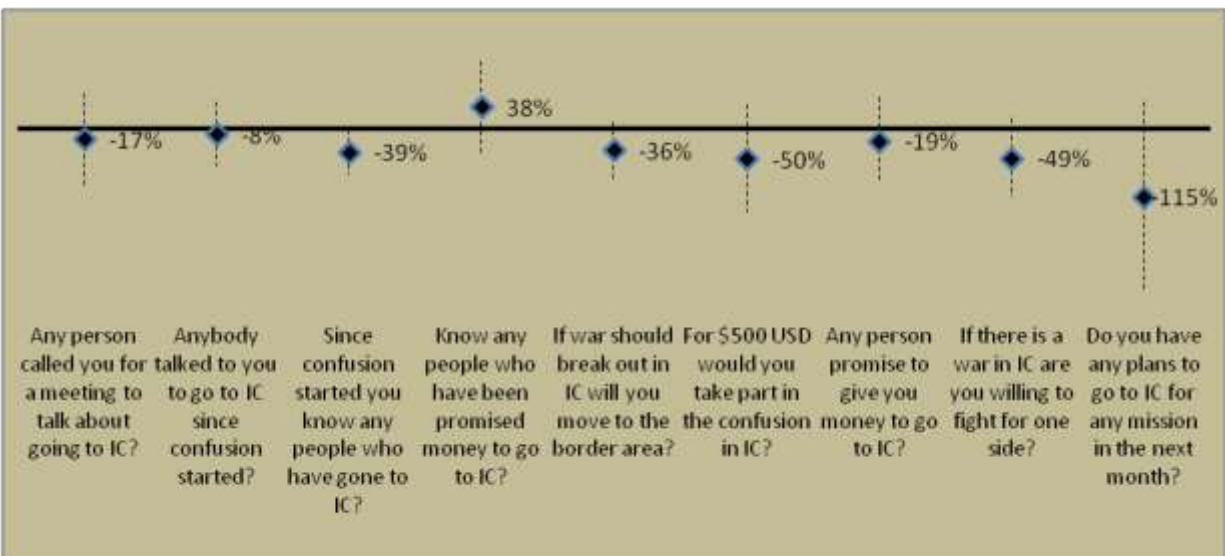 38%
-17%
-8%
-39%
-36%
-50%
-19%
-49%
-115%
Any person
called you for
a meeting to
talk about
going to IC?
Anybody
talked to you
to go to IC
since
confusion
started?
Since
confusion
started you
know any
people who
have gone to
IC?
Know any
people who
have been
promised
money to go
to IC?
If war should
break out in
IC will you
move to the
border area?
For $500 USD
would you
take part in
the confusion
in IC?
Any person
promise to
give you
money to go
to IC?
If there is a
war in IC are
you willing to
fight for one
side?
Do you have
any plans to
go to IC for
any mission
in the next
month?